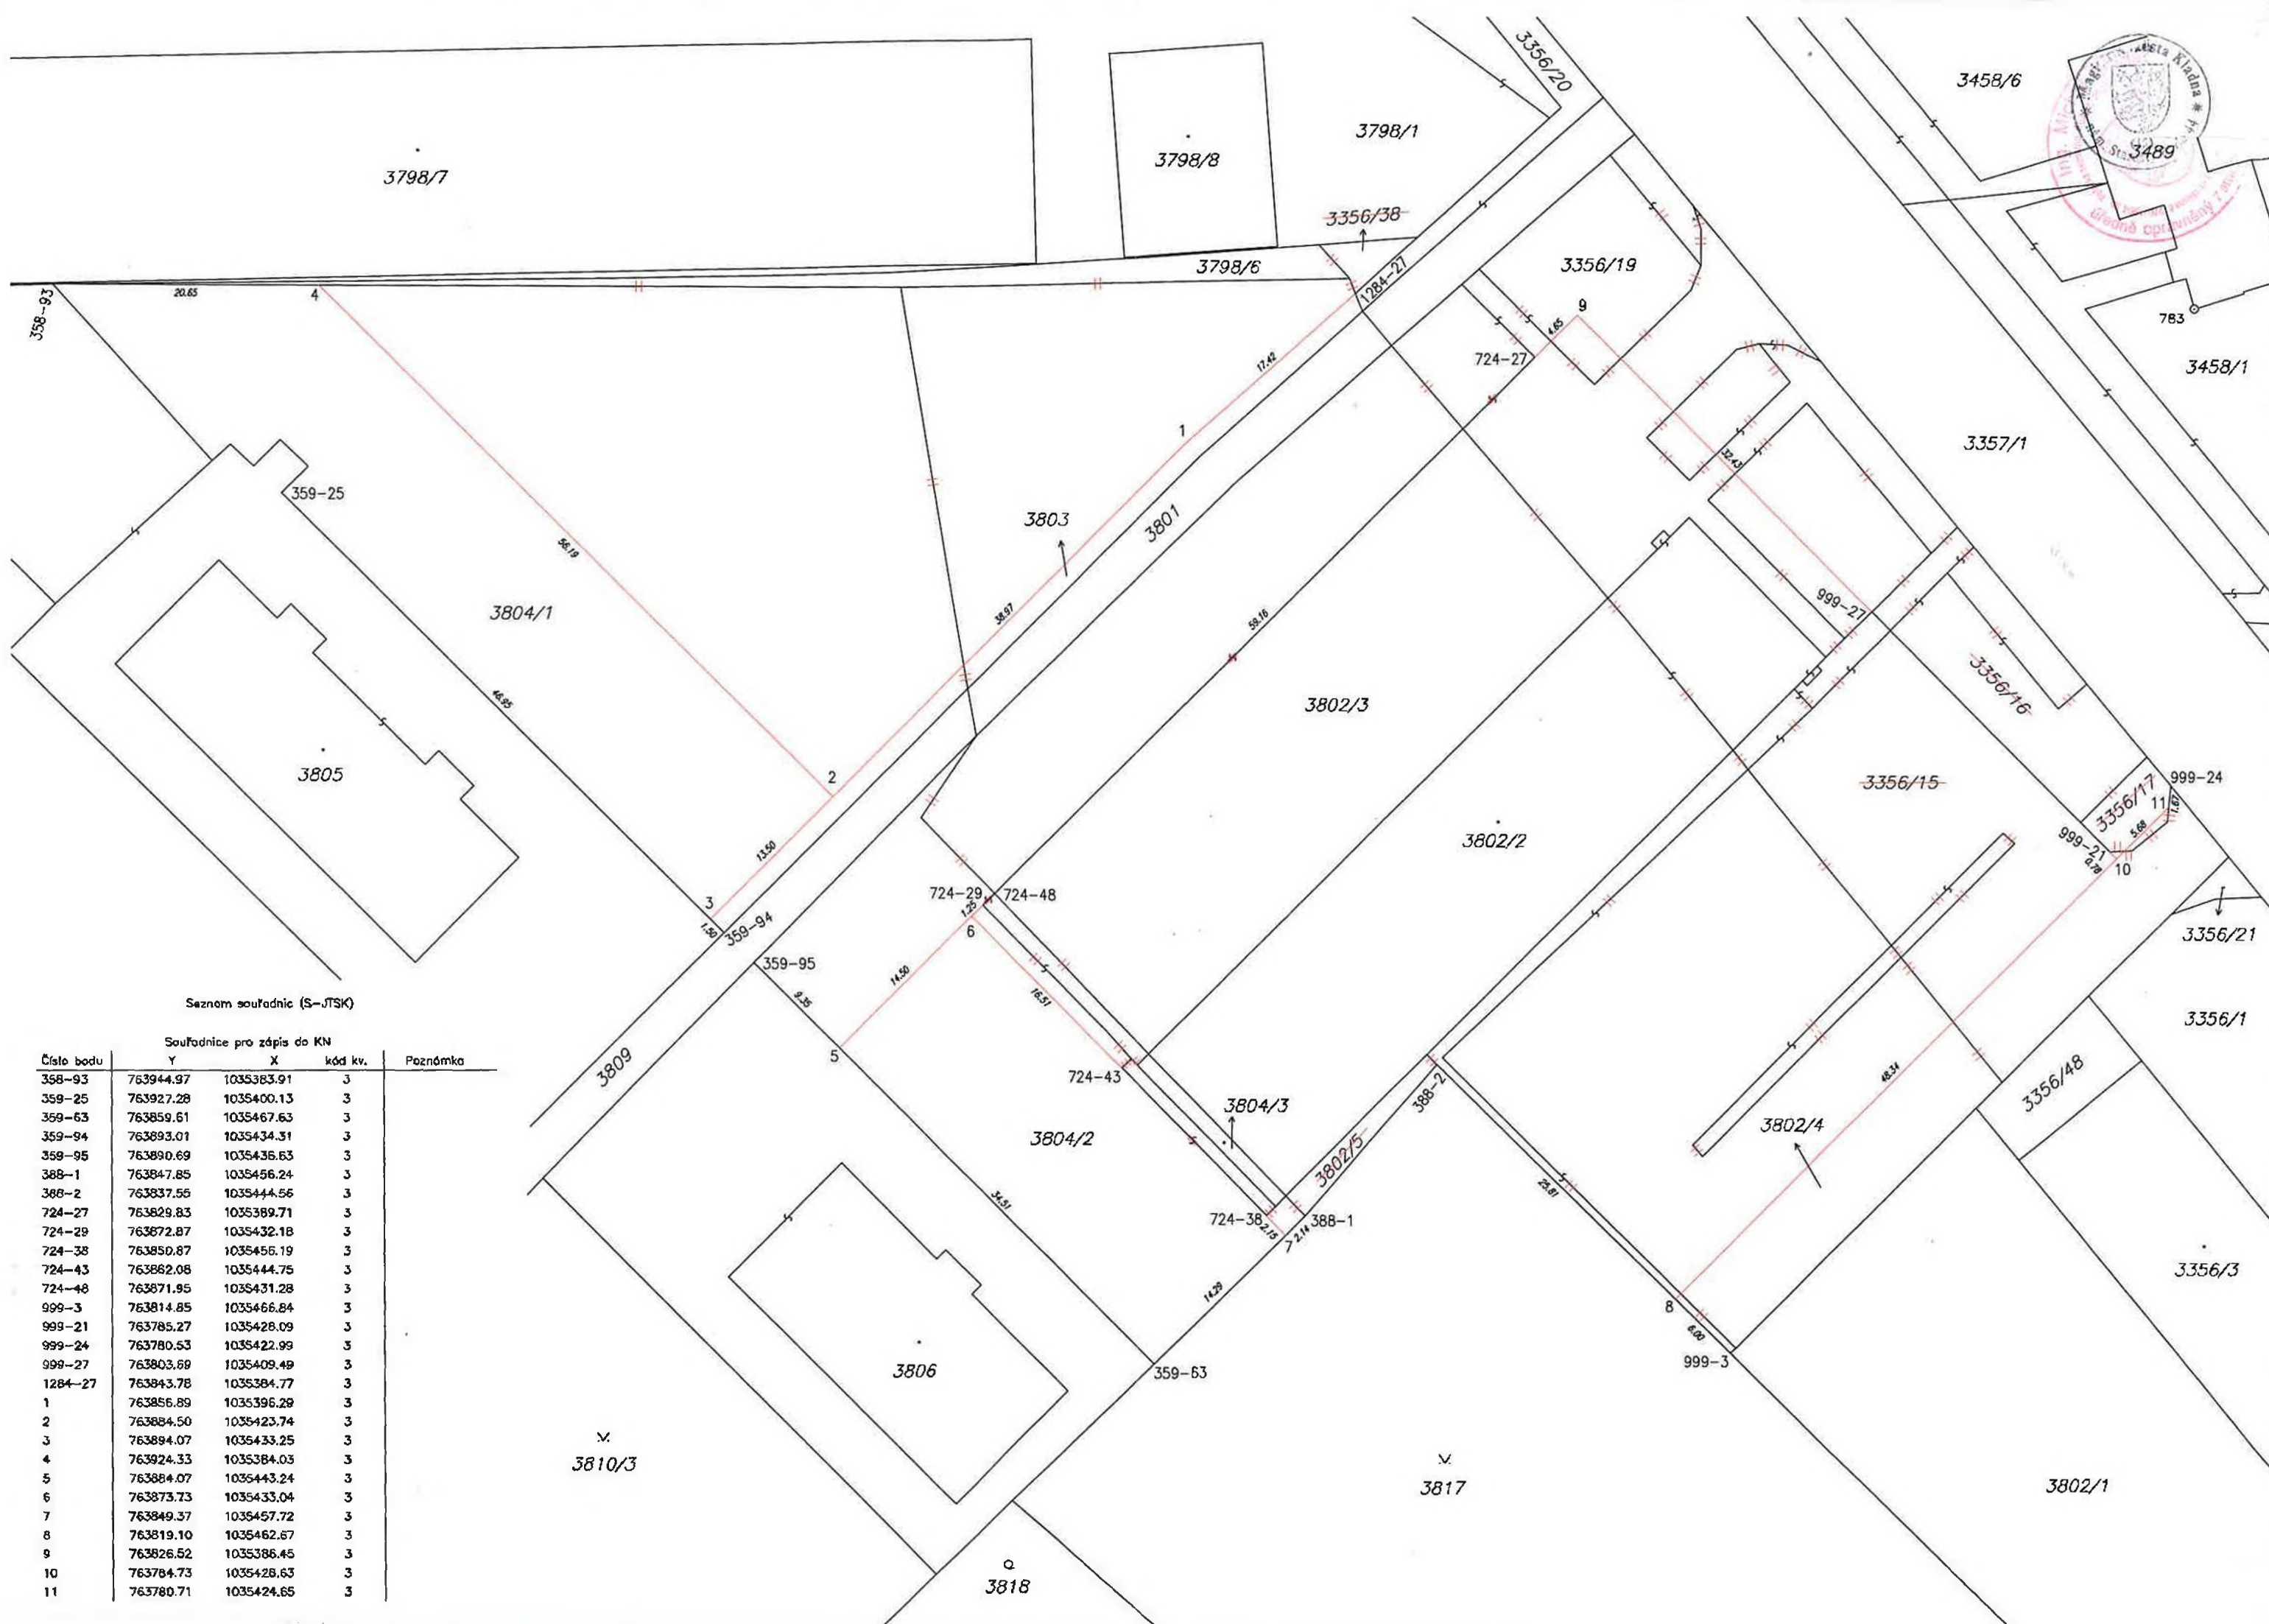 3356/20
3458/6
Města Kladna
3489
3798/7
3798/8
3798/1
3356/38
3798/6
3356/19
1284-27
783
358-93
20.65
4
9
4.65
724-27
17.42
3458/1
1
3357/1
32.43
359-25
3803
3801
56.19
38.97
3804/1
999-27
59.16
3356/16
46.95
3802/3
3805
2
3356/15
999-24
3356/17
11
1.67
5.68
13.50
3802/2
999-21
0.76
10
3
1.50
359-94
724-29
724-48
1.25
6
3356/21
359-95
14.50
9.35
16.51
3356/1
5
3809
724-43
3804/3
388-2
48.34
3356/48
3804/2
3802/5
3802/4
34.51
25.81
724-38
2.15
7
2.14
388-1
14.29
3356/3
8
6.00
999-3
3806
359-63
3810/3
3817
3802/1
3818
Seznam souřadnic (S-JTSK)
Souřadnice pro zápis do KN
Číslo bodu Y X kód kv. Poznámka
358-93 763944.97 1035383.91 3
359-25 763927.28 1035400.13 3
359-63 763859.61 1035467.63 3
359-94 763893.01 1035434.31 3
359-95 763890.69 1035436.63 3
388-1 763847.85 1035456.24 3
388-2 763837.55 1035444.56 3
724-27 763829.83 1035389.71 3
724-29 763872.87 1035432.18 3
724-38 763850.87 1035456.19 3
724-43 763862.08 1035444.75 3
724-48 763871.95 1035431.28 3
999-3 763814.85 1035466.84 3
999-21 763785.27 1035428.09 3
999-24 763780.53 1035422.99 3
999-27 763803.69 1035409.49 3
1284-27 763843.78 1035384.77 3
1 763856.89 1035396.29 3
2 763884.50 1035423.74 3
3 763894.07 1035433.25 3
4 763924.33 1035384.03 3
5 763884.07 1035443.24 3
6 763873.73 1035433.04 3
7 763849.37 1035457.72 3
8 763819.10 1035462.67 3
9 763826.52 1035386.45 3
10 763784.73 1035428.63 3
11 763780.71 1035424.65 3